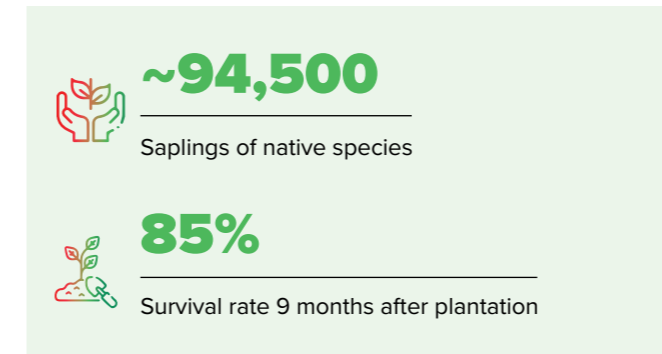 ~94,500
Saplings of native species
85%
Survival rate 9 months after plantation